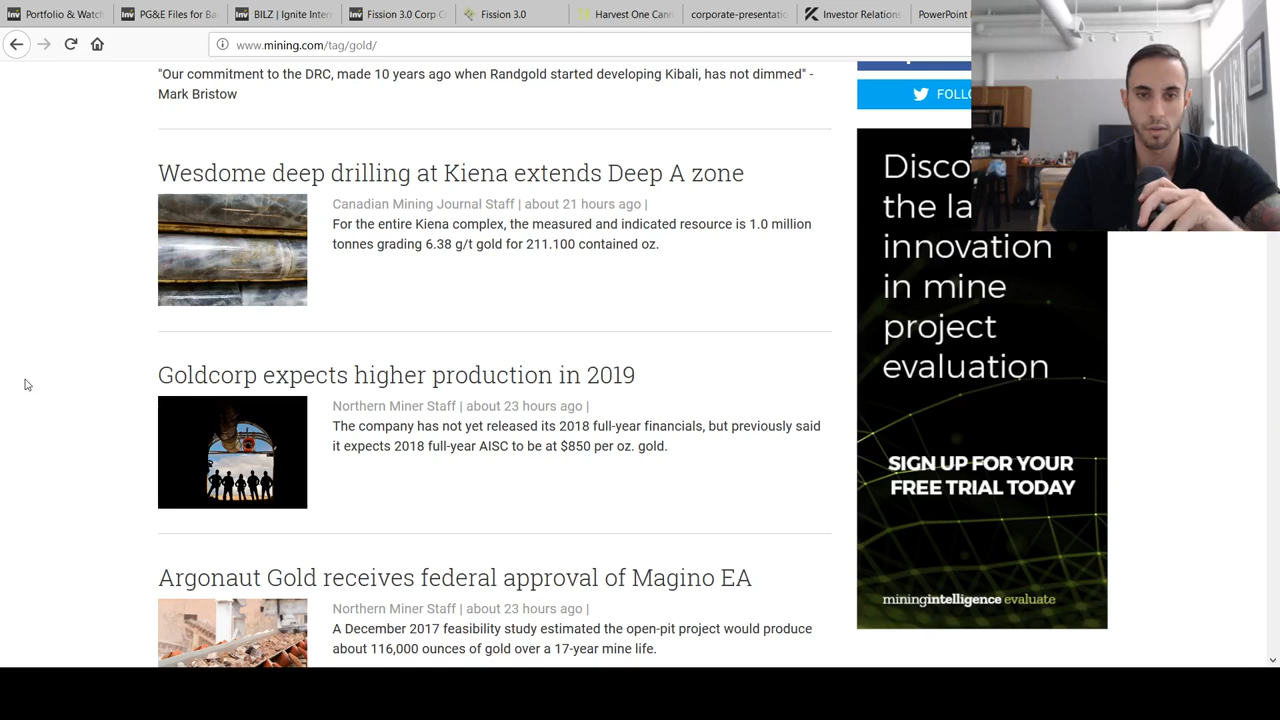 Portfolio & Watch
PG&E Files for Ba
BILZ | Ignite Inter
Fission 3.0 Corp C
Fission 3.0
Harvest One Cann
corporate-presentatio
Investor Relations
PowerPoint
www.mining.com/tag/gold/
"Our commitment to the DRC, made 10 years ago when Randgold started developing Kibali, has not dimmed" -
Mark Bristow
Wesdome deep drilling at Kiena extends Deep A zone
Canadian Mining Journal Staff | about 21 hours ago |
For the entire Kiena complex, the measured and indicated resource is 1.0 million
tonnes grading 6.38 g/t gold for 211.100 contained oz.
Goldcorp expects higher production in 2019
Northern Miner Staff | about 23 hours ago |
The company has not yet released its 2018 full-year financials, but previously said
it expects 2018 full-year AISC to be at $850 per oz. gold.
Argonaut Gold receives federal approval of Magino EA
Northern Miner Staff | about 23 hours ago |
A December 2017 feasibility study estimated the open-pit project would produce
about 116,000 ounces of gold over a 17-year mine life.
FOLLO
Disco
the la
innovation
in mine
project
evaluation
SIGN UP FOR YOUR
FREE TRIAL TODAY
miningintelligence evaluate